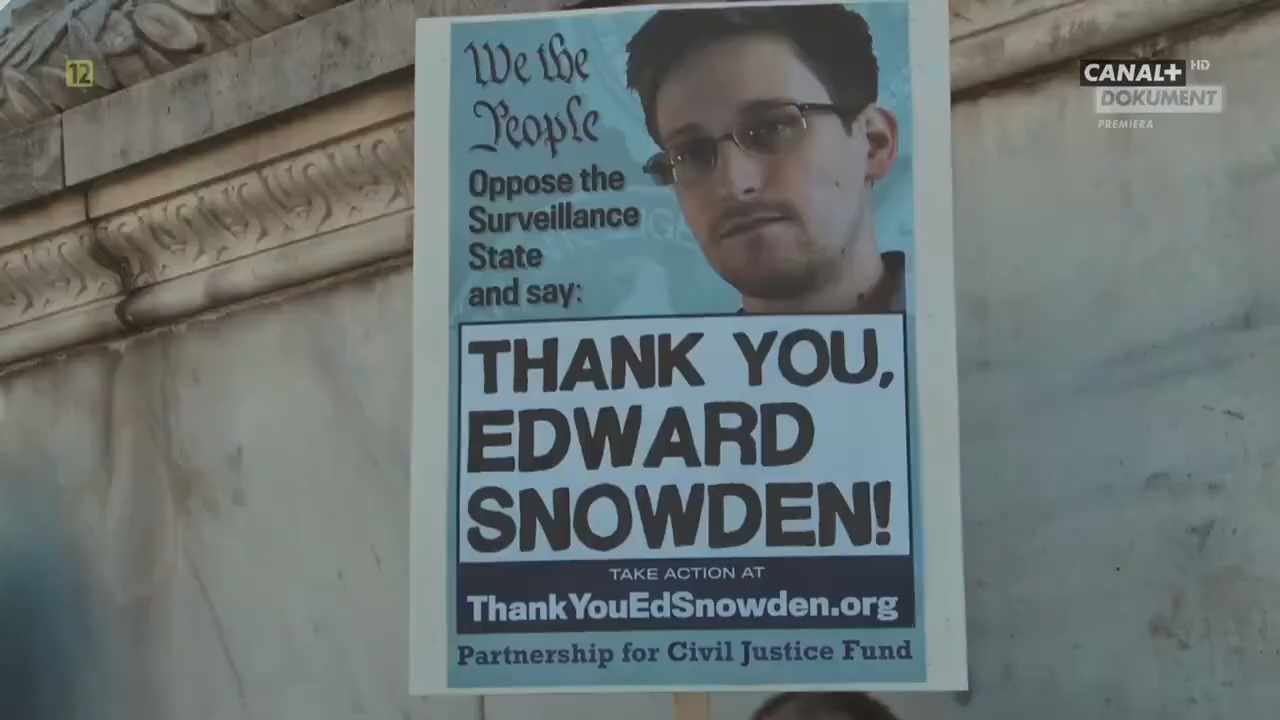 12
CANAL+ HD
DOKUMENT
PREMIERA
We the
People
Oppose the
Surveillance
State
and say:
THANK YOU,
EDWARD
SNOWDEN!
TAKE ACTION AT
ThankYouEdSnowden.org
Partnership for Civil Justice Fund